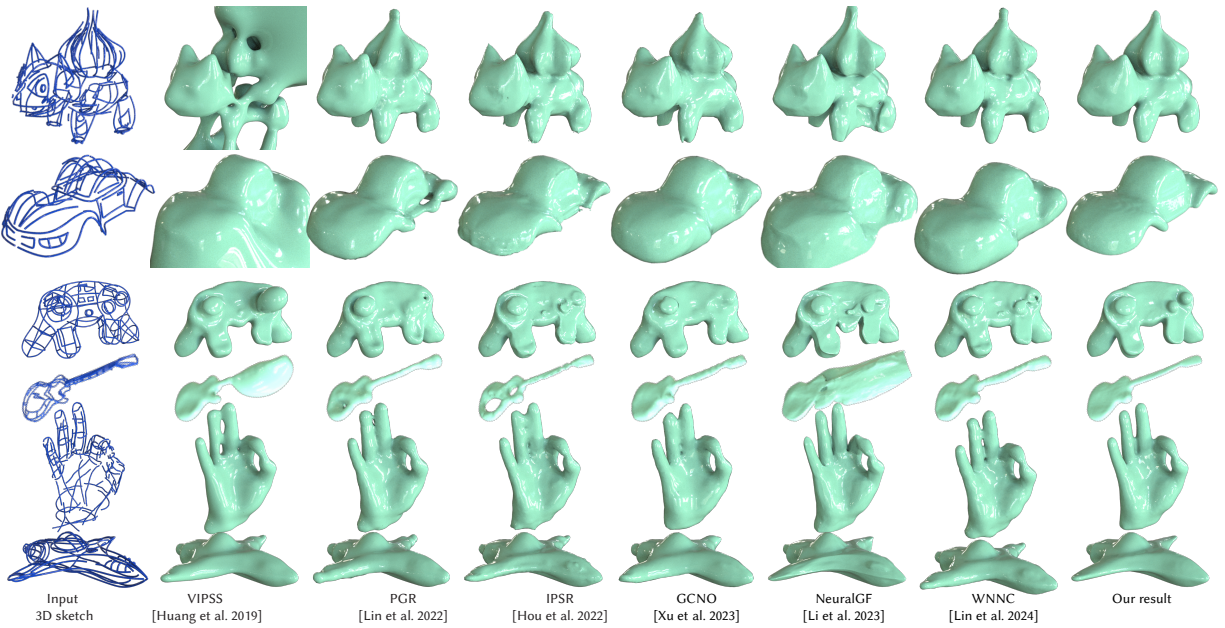 Input
3D sketch
VIPSS
[Huang et al. 2019]
PGR
[Lin et al. 2022]
IPSR
[Hou et al. 2022]
GCNO
[Xu et al. 2023]
NeuralGF
[Li et al. 2023]
WNNC
[Lin et al. 2024]
Our result